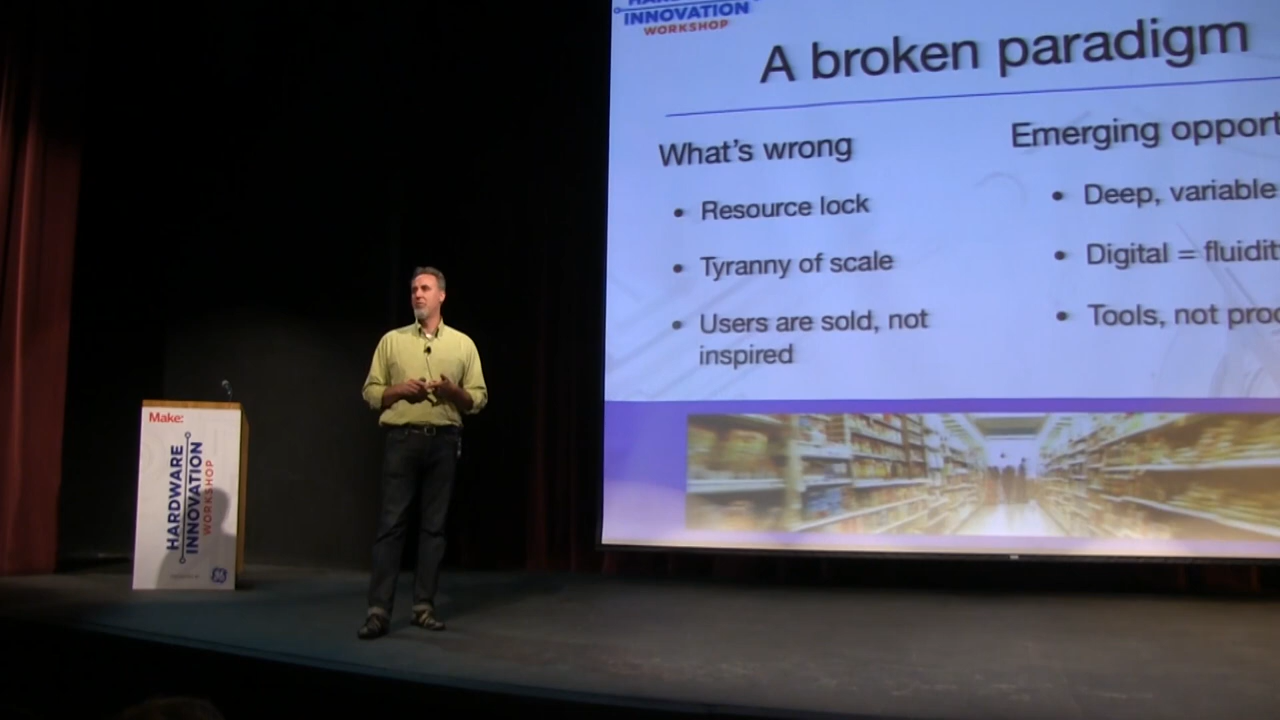 INNOVATION
WORKSHOP
A broken paradigm
What's wrong
• Resource lock
• Tyranny of scale
• Users are sold, not
inspired
Emerging opport
• Deep, variable
• Digital = fluidit
• Tools, not prod
Make:
HARDWARE
INNOVATION
WORKSHOP